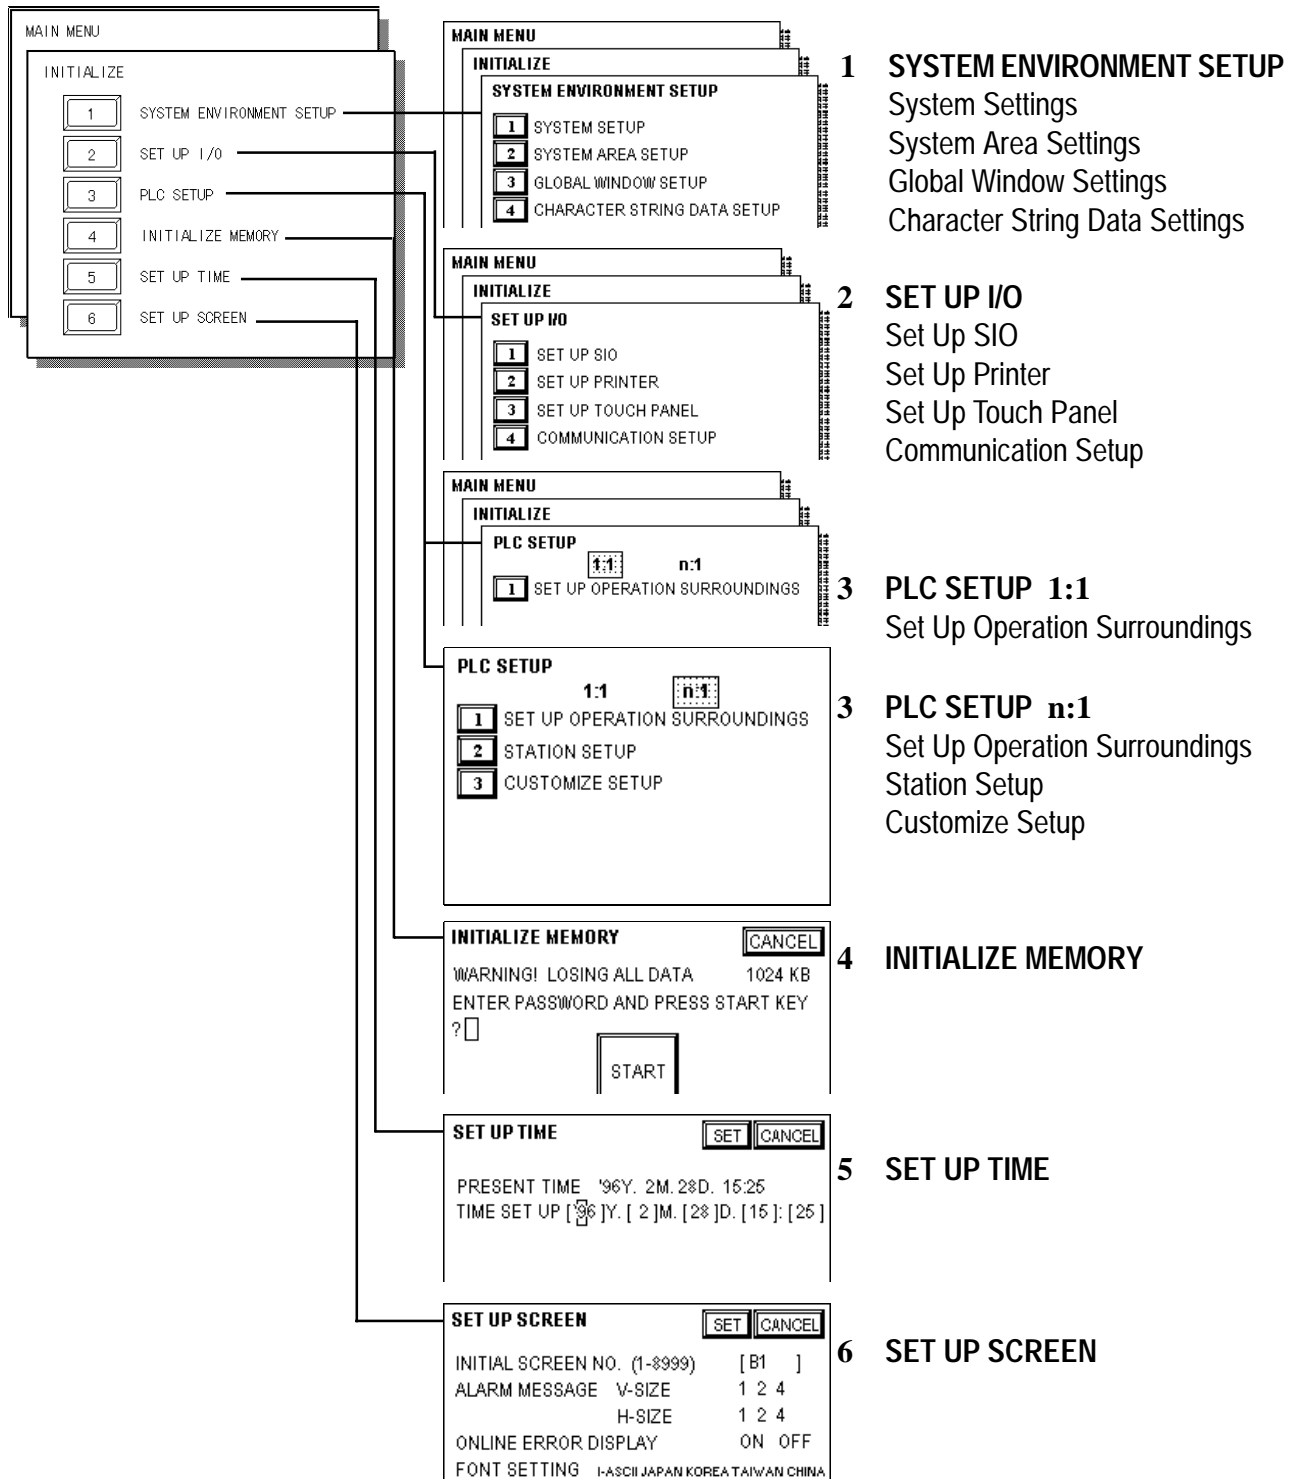 MAIN MENU
INITIALIZE
1 SYSTEM ENVIRONMENT SETUP
2 SET UP I/O
3 PLC SETUP
4 INITIALIZE MEMORY
5 SET UP TIME
6 SET UP SCREEN
MAIN MENU
INITIALIZE
SYSTEM ENVIRONMENT SETUP
1 SYSTEM SETUP
2 SYSTEM AREA SETUP
3 GLOBAL WINDOW SETUP
4 CHARACTER STRING DATA SETUP
1 SYSTEM ENVIRONMENT SETUP
System Settings
System Area Settings
Global Window Settings
Character String Data Settings
MAIN MENU
INITIALIZE
SET UP I/O
1 SET UP SIO
2 SET UP PRINTER
3 SET UP TOUCH PANEL
4 COMMUNICATION SETUP
2 SET UP I/O
Set Up SIO
Set Up Printer
Set Up Touch Panel
Communication Setup
MAIN MENU
INITIALIZE
PLC SETUP
1:1 n:1
1 SET UP OPERATION SURROUNDINGS
3 PLC SETUP 1:1
Set Up Operation Surroundings
PLC SETUP
1:1 n:1
1 SET UP OPERATION SURROUNDINGS
2 STATION SETUP
3 CUSTOMIZE SETUP
3 PLC SETUP n:1
Set Up Operation Surroundings
Station Setup
Customize Setup
INITIALIZE MEMORY CANCEL
WARNING! LOSING ALL DATA 1024 KB
ENTER PASSWORD AND PRESS START KEY
?
START
4 INITIALIZE MEMORY
SET UP TIME SET CANCEL
PRESENT TIME '96Y. 2M. 28D. 15:25
TIME SET UP ['96 ]Y. [ 2 ]M. [28 ]D. [15 ]: [25 ]
5 SET UP TIME
SET UP SCREEN SET CANCEL
INITIAL SCREEN NO. (1-8999) [ B1 ]
ALARM MESSAGE V-SIZE 1 2 4
H-SIZE 1 2 4
ONLINE ERROR DISPLAY ON OFF
FONT SETTING I-ASCII JAPAN KOREA TAIWAN CHINA
6 SET UP SCREEN